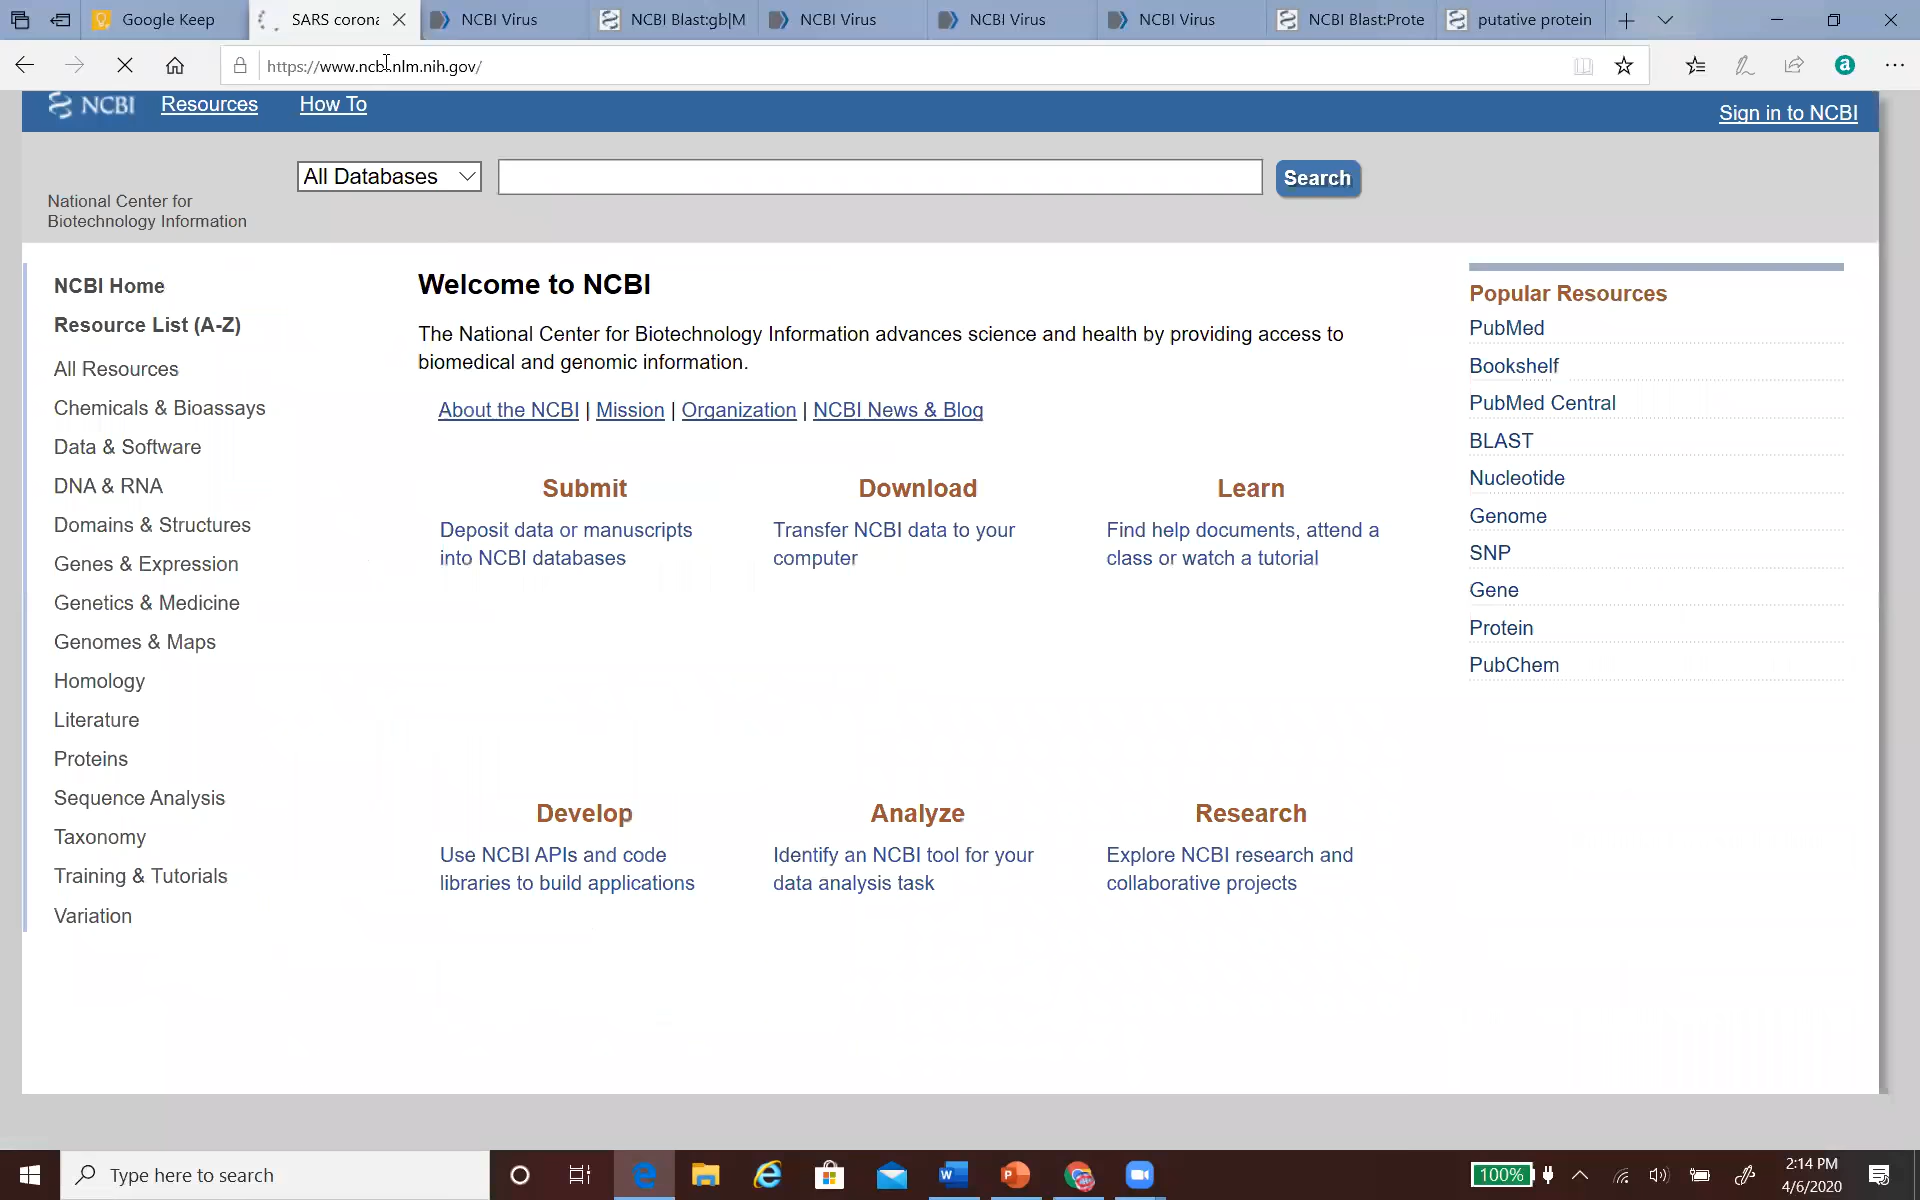 Google Keep
SARS corona
NCBI Virus
NCBI Blast:gb|M
NCBI Virus
NCBI Virus
NCBI Virus
NCBI Blast:Prote
putative protein
https://www.ncbi.nlm.nih.gov/
NCBI
Resources
How To
Sign in to NCBI
National Center for
Biotechnology Information
All Databases
Search
NCBI Home
Resource List (A-Z)
All Resources
Chemicals & Bioassays
Data & Software
DNA & RNA
Domains & Structures
Genes & Expression
Genetics & Medicine
Genomes & Maps
Homology
Literature
Proteins
Sequence Analysis
Taxonomy
Training & Tutorials
Variation
Welcome to NCBI
The National Center for Biotechnology Information advances science and health by providing access to
biomedical and genomic information.
About the NCBI | Mission | Organization | NCBI News & Blog
Submit
Deposit data or manuscripts
into NCBI databases
Download
Transfer NCBI data to your
computer
Learn
Find help documents, attend a
class or watch a tutorial
Develop
Use NCBI APIs and code
libraries to build applications
Analyze
Identify an NCBI tool for your
data analysis task
Research
Explore NCBI research and
collaborative projects
Popular Resources
PubMed
Bookshelf
PubMed Central
BLAST
Nucleotide
Genome
SNP
Gene
Protein
PubChem
Type here to search
100%
2:14 PM
4/6/2020